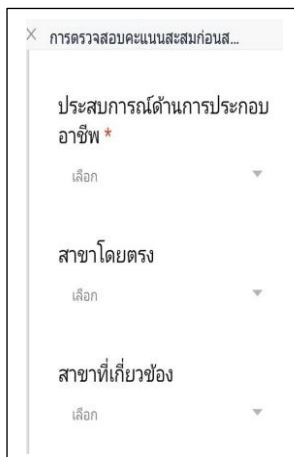 × การตรวจสอบคะแนนสะสมก่อนส...
ประสบการณ์ด้านการประกอบ
อาชีพ *
เลือก
สาขาโดยตรง
เลือก
สาขาที่เกี่ยวข้อง
เลือก